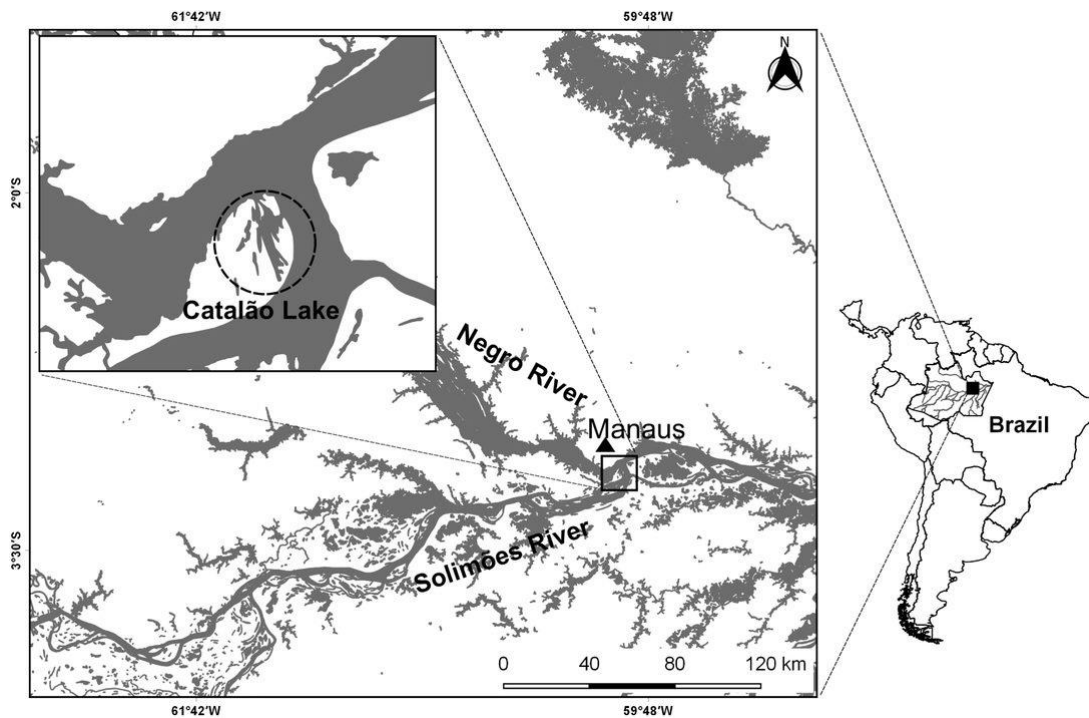 61°42'W
59°48'W
N
2°0'S
Catalão Lake
Negro River
Manaus
Brazil
3°30'S
Solimões River
0 40 80 120 km
61°42'W
59°48'W